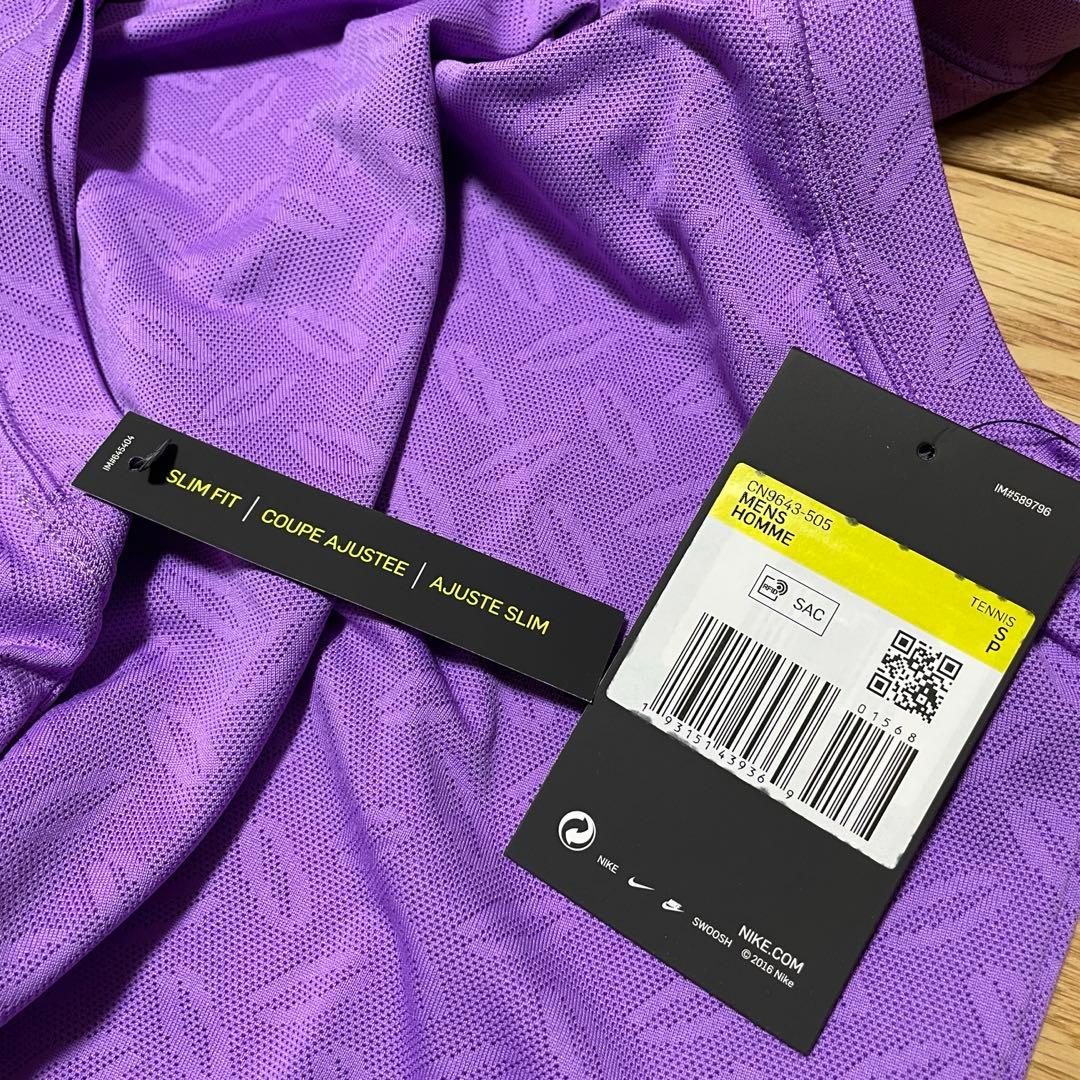 IM#645404
SLIM FIT | COUPE AJUSTEE | AJUSTE SLIM
IM#589796
CN9643-505
MENS
HOMME
TENNIS
S
P
RFID
SAC
01568
1 93151 43936 9
NIKE
SWOOSH
NIKE.COM
© 2016 Nike